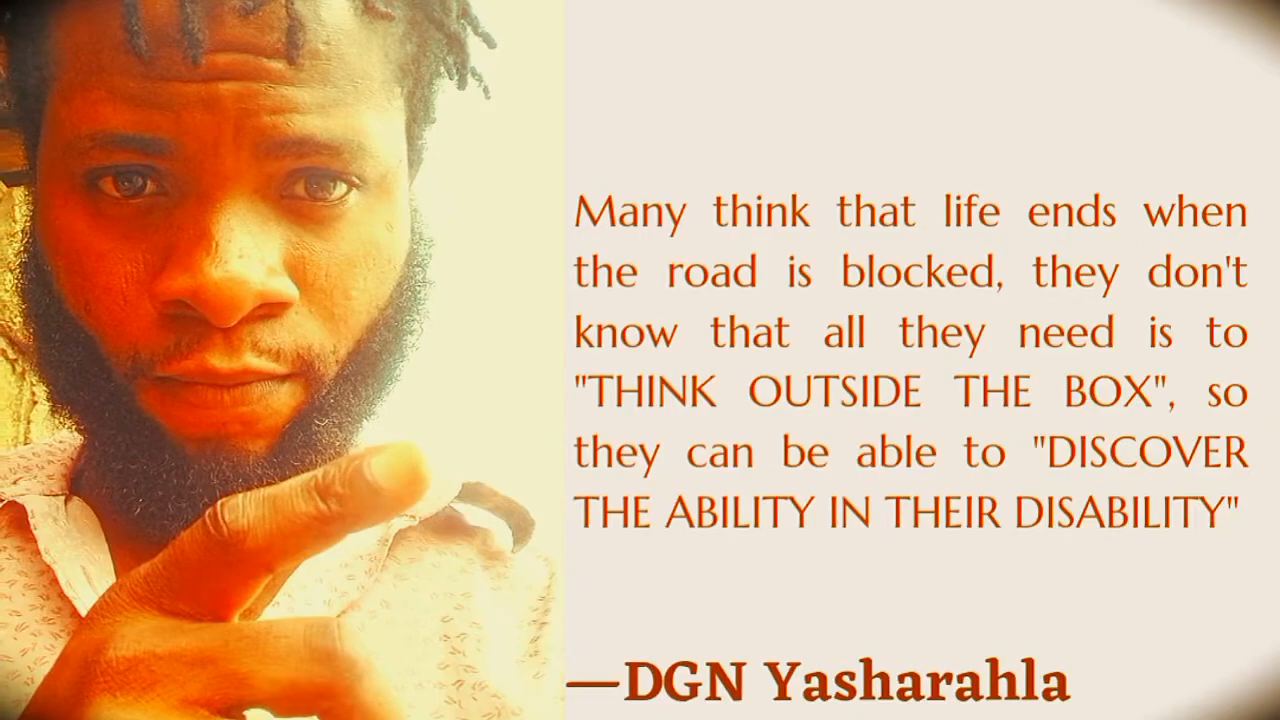 Many think that life ends when
the road is blocked, they don't
know that all they need is to
"THINK OUTSIDE THE BOX", so
they can be able to "DISCOVER
THE ABILITY IN THEIR DISABILITY"
—DGN Yasharahla